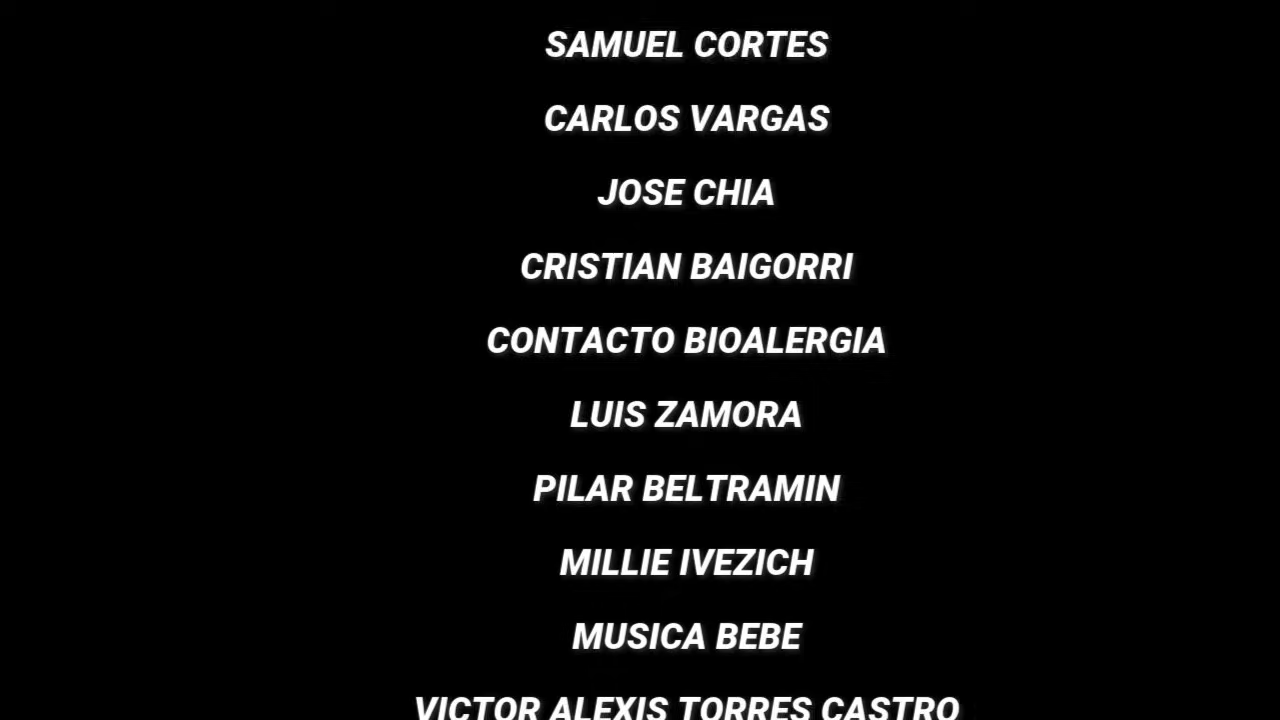 SAMUEL CORTES
CARLOS VARGAS
JOSE CHIA
CRISTIAN BAIGORRI
CONTACTO BIOALERGIA
LUIS ZAMORA
PILAR BELTRAMIN
MILLIE IVEZICH
MUSICA BEBE
VICTOR ALEXIS TORRES CASTRO